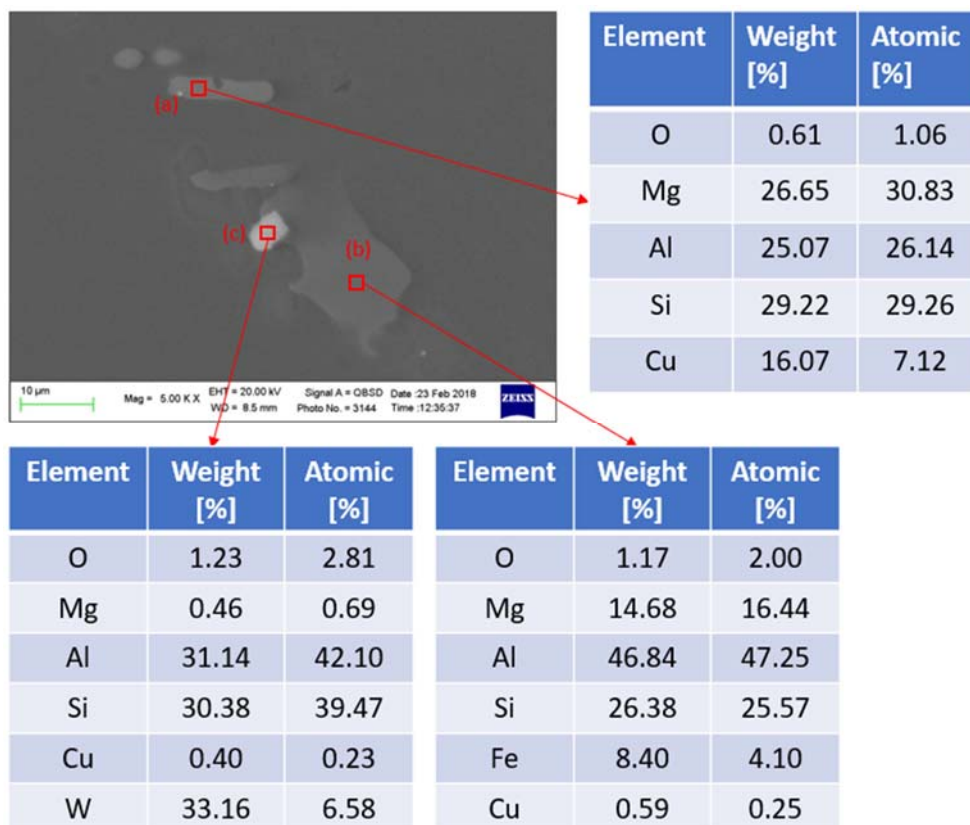 (a)
(c)
(b)
10 µm
Mag = 5.00 K X
EHT = 20.00 kV
WD = 8.5 mm
Signal A = QBSD
Photo No. = 3144
Date :23 Feb 2018
Time :12:35:37
ZEISS
Element Weight [%] Atomic [%]
O 0.61 1.06
Mg 26.65 30.83
Al 25.07 26.14
Si 29.22 29.26
Cu 16.07 7.12
Element Weight [%] Atomic [%]
O 1.23 2.81
Mg 0.46 0.69
Al 31.14 42.10
Si 30.38 39.47
Cu 0.40 0.23
W 33.16 6.58
Element Weight [%] Atomic [%]
O 1.17 2.00
Mg 14.68 16.44
Al 46.84 47.25
Si 26.38 25.57
Fe 8.40 4.10
Cu 0.59 0.25